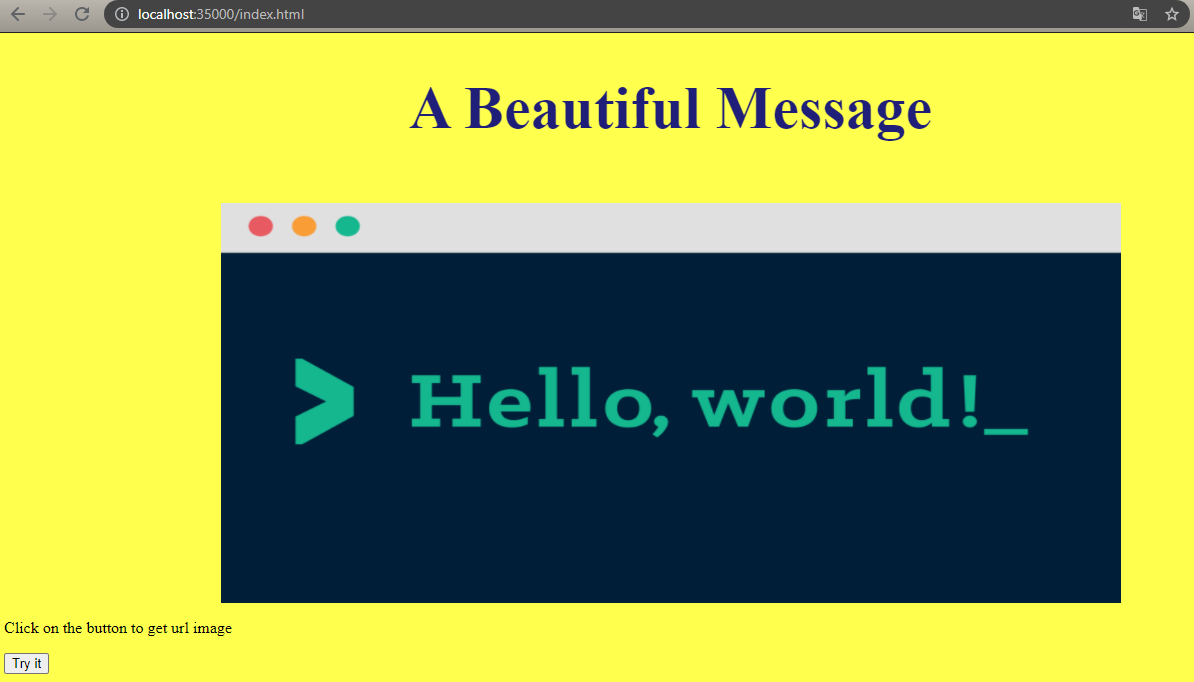 localhost:35000/index.html
A Beautiful Message
> Hello, world!_
Click on the button to get url image
Try it